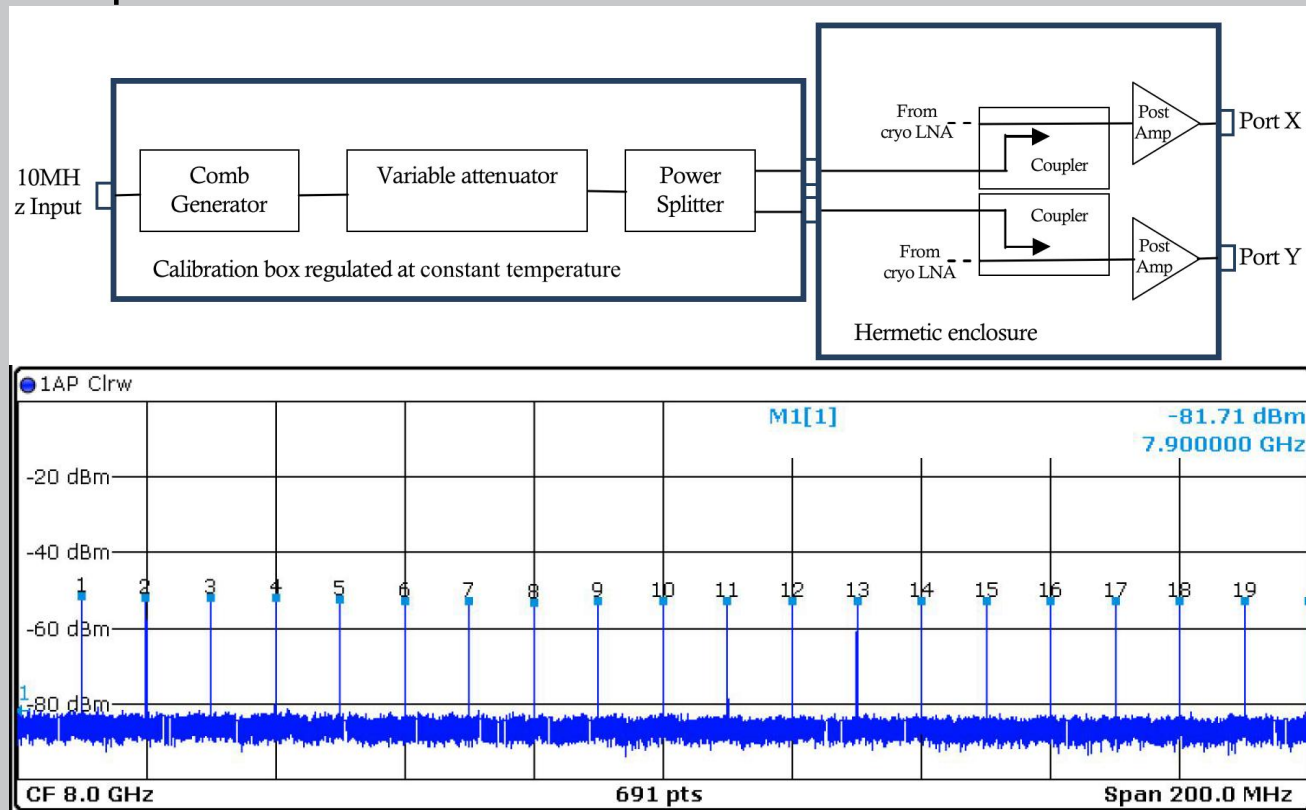 10MH
z Input
Comb
Generator
Variable attenuator
Power
Splitter
Calibration box regulated at constant temperature
From
cryo LNA
Coupler
Post
Amp
Port X
Coupler
From
cryo LNA
Post
Amp
Port Y
Hermetic enclosure
1AP Clrw
M1[1]
-81.71 dBm
7.900000 GHz
-20 dBm
-40 dBm
1 2 3 4 5 6 7 8 9 10 11 12 13 14 15 16 17 18 19
-60 dBm
1
-80 dBm
CF 8.0 GHz
691 pts
Span 200.0 MHz